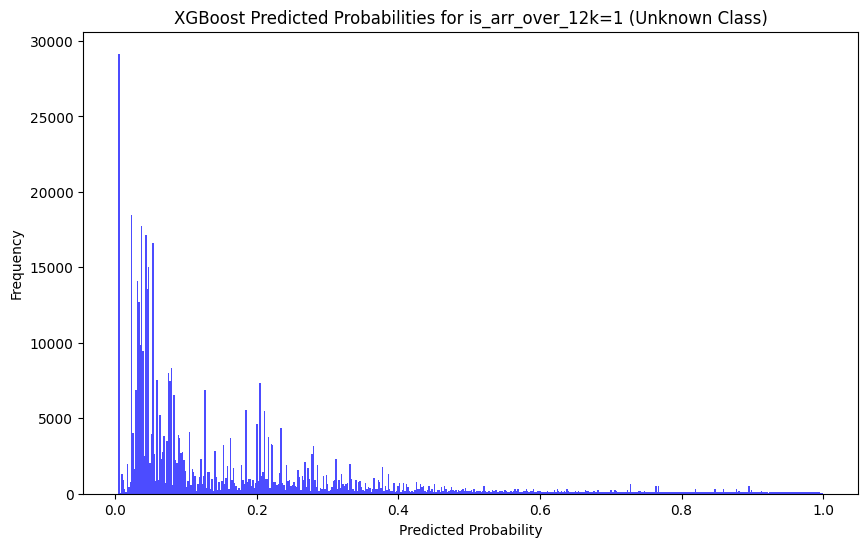 XGBoost Predicted Probabilities for is_arr_over_12k=1 (Unknown Class)
30000
25000
20000
15000
10000
5000
0
Frequency
0.0 0.2 0.4 0.6 0.8 1.0
Predicted Probability